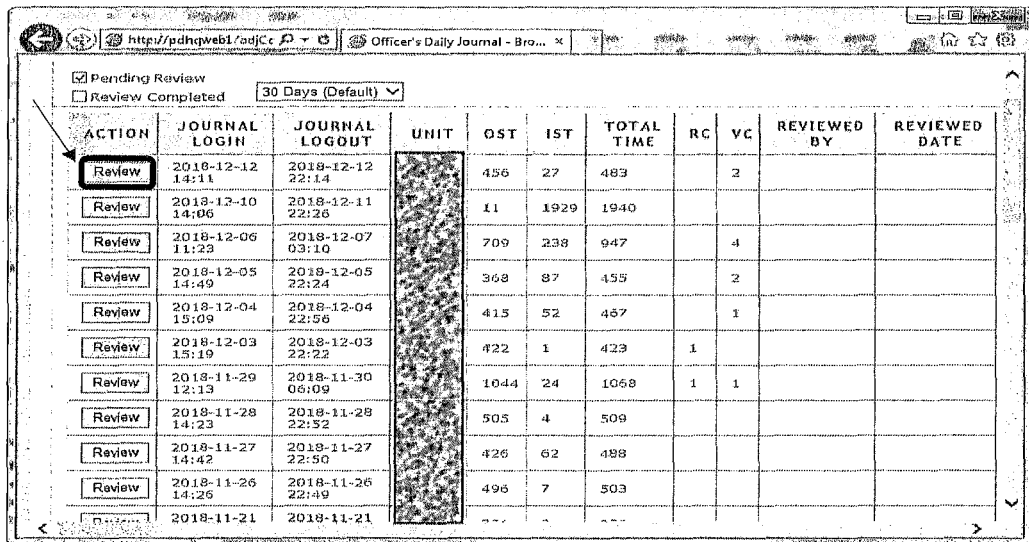 http://pdhqweb1/adjCc
Officer's Daily Journal - Bro... ×
Pending Review
Review Completed
30 Days (Default)
ACTION JOURNAL LOGIN JOURNAL LOGOUT UNIT OST IST TOTAL TIME RC VC REVIEWED BY REVIEWED DATE
Review 2018-12-12 14:11 2018-12-12 22:14 456 27 483 2
Review 2018-12-10 14:06 2018-12-11 22:26 11 1929 1940
Review 2018-12-06 11:23 2018-12-07 03:10 709 238 947 4
Review 2018-12-05 14:49 2018-12-05 22:24 368 87 455 2
Review 2018-12-04 15:09 2018-12-04 22:56 415 52 467 1
Review 2018-12-03 15:19 2018-12-03 22:22 422 1 423 1
Review 2018-11-29 12:13 2018-11-30 06:09 1044 24 1068 1 1
Review 2018-11-28 14:23 2018-11-28 22:52 505 4 509
Review 2018-11-27 14:42 2018-11-27 22:50 426 62 488
Review 2018-11-26 14:26 2018-11-26 22:49 496 7 503
2018-11-21 2018-11-21